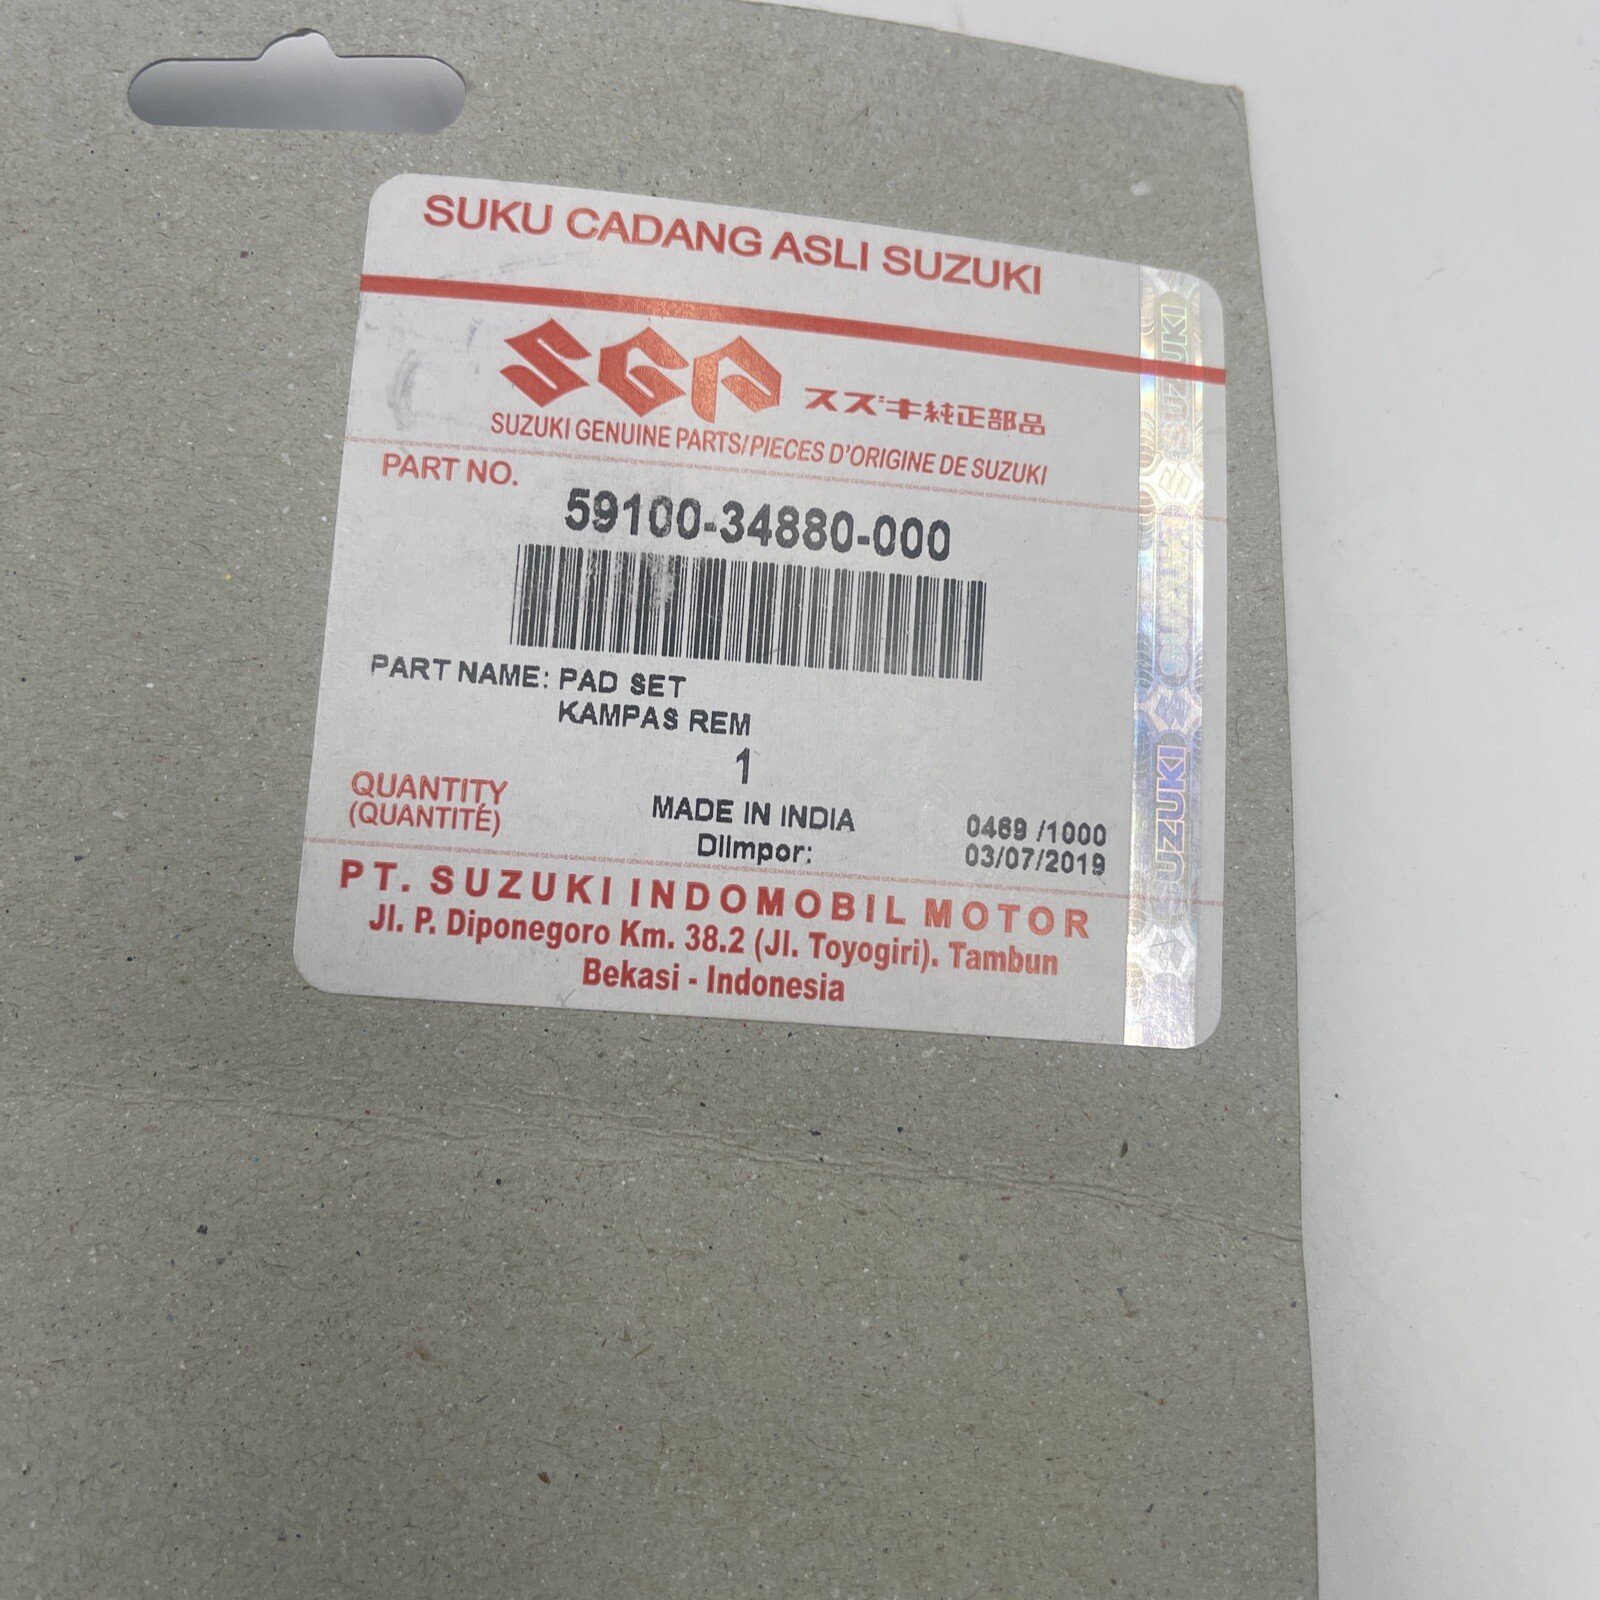 SUKU CADANG ASLI SUZUKI
SGP スズキ純正部品
SUZUKI GENUINE PARTS/PIECES D'ORIGINE DE SUZUKI
PART NO.
59100-34880-000
PART NAME: PAD SET
KAMPAS REM
1
QUANTITY
(QUANTITÉ)
MADE IN INDIA
DIImpor:
0469 /1000
03/07/2019
PT. SUZUKI INDOMOBIL MOTOR
Jl. P. Diponegoro Km. 38.2 (Jl. Toyogiri). Tambun
Bekasi - Indonesia
SUZUKI
SUZUKI
SUZUKI